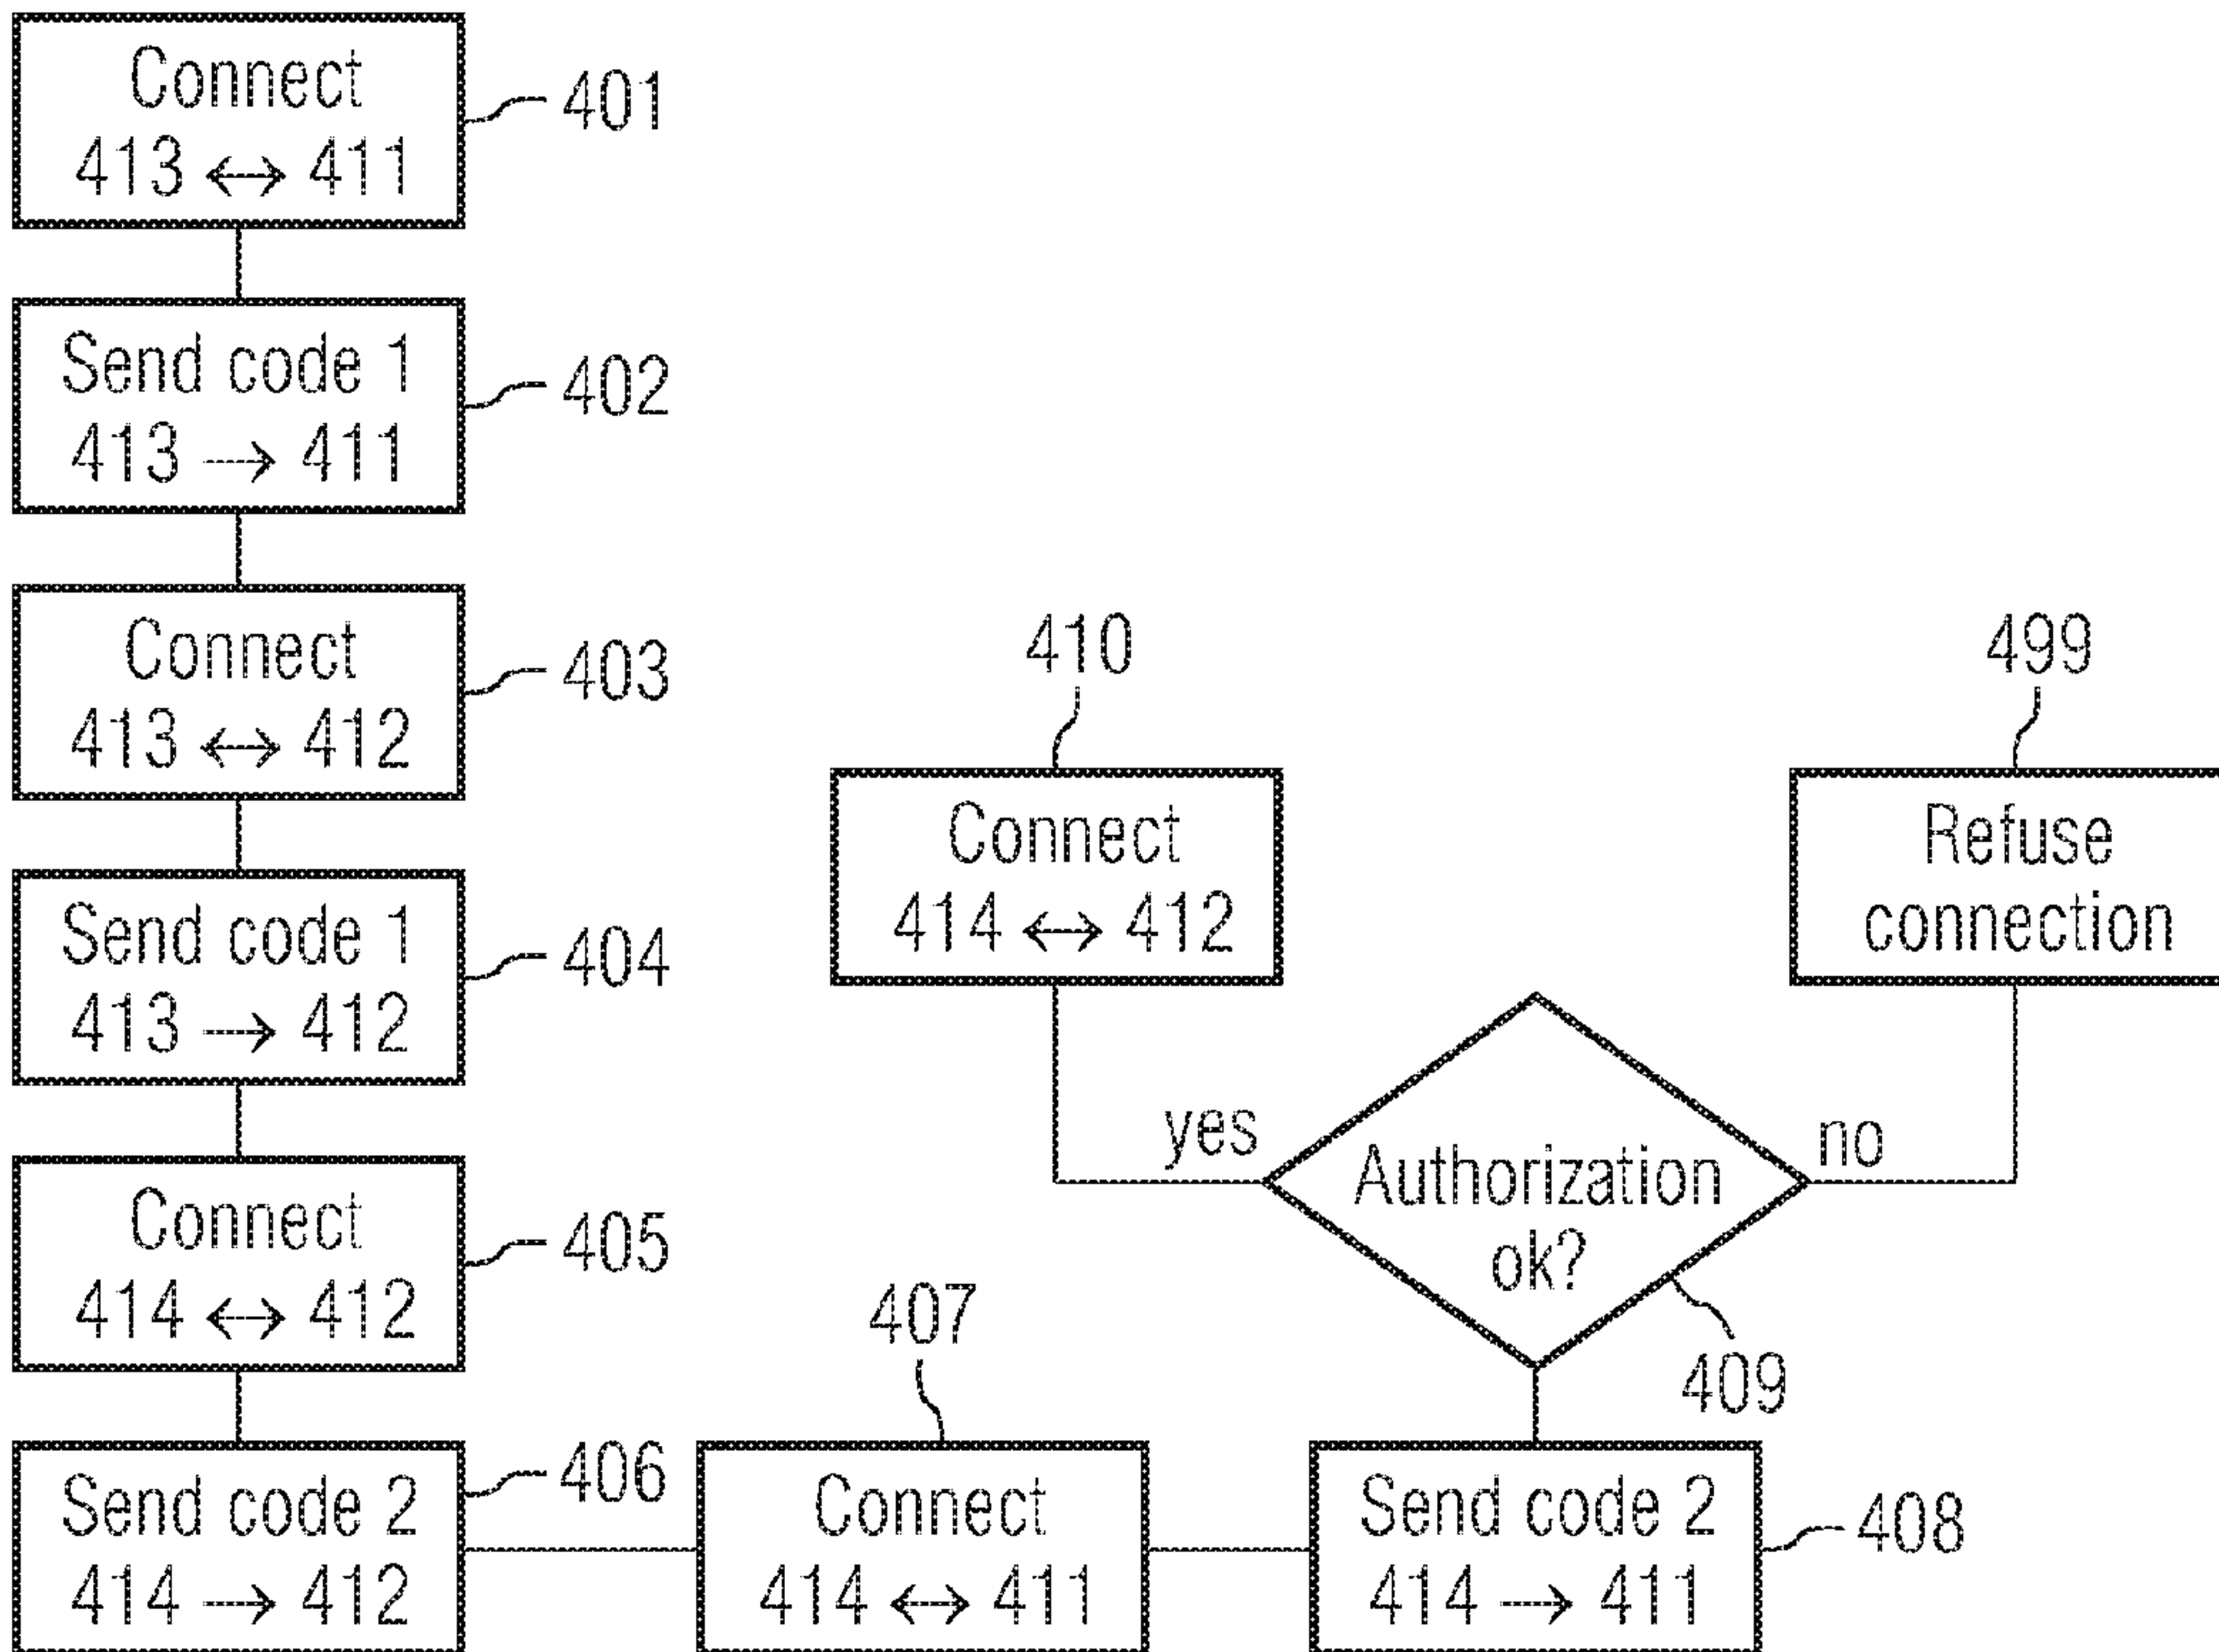 Connect
413 ↔ 411
401
Send code 1
413 → 411
402
Connect
413 ↔ 412
403
Send code 1
413 → 412
404
Connect
414 ↔ 412
405
Send code 2
414 → 412
406
407
Connect
414 ↔ 411
Send code 2
414 → 411
408
Authorization
ok?
409
yes
no
410
Connect
414 ↔ 412
499
Refuse
connection